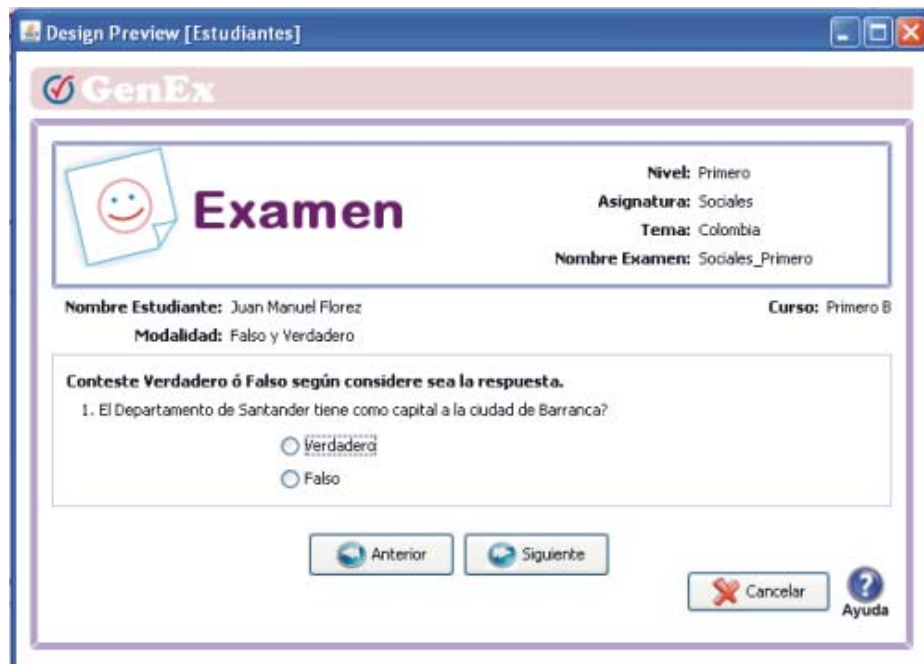 Design Preview [Estudiantes]
GenEx
Examen
Nivel: Primero
Asignatura: Sociales
Tema: Colombia
Nombre Examen: Sociales_Primero
Nombre Estudiante: Juan Manuel Florez
Curso: Primero B
Modalidad: Falso y Verdadero
Conteste Verdadero ó Falso según considere sea la respuesta.
1. El Departamento de Santander tiene como capital a la ciudad de Barranca?
Verdadero
Falso
Anterior
Siguiente
Cancelar
Ayuda